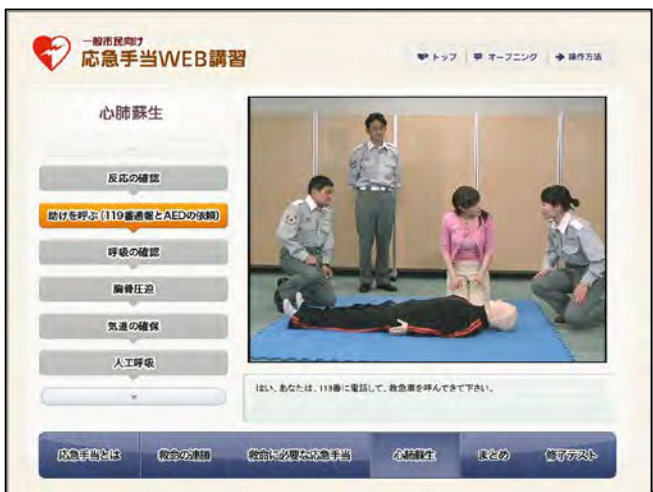 一般市民向け
応急手当WEB講習
トップ
オープニング
操作方法
心肺蘇生
反応の確認
助けを呼ぶ(119番通報とAEDの依頼)
呼吸の確認
胸骨圧迫
気道の確保
人工呼吸
はい、あなたは、119番に電話して、救急車を呼んできて下さい。
応急手当とは
救命の連鎖
救命に必要な応急手当
心肺蘇生
まとめ
修了テスト